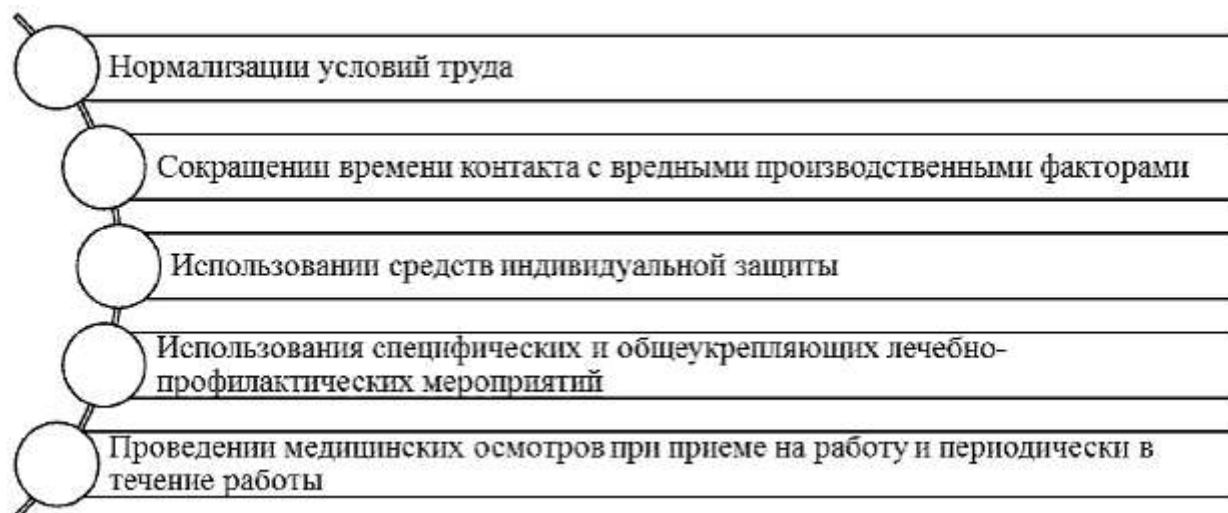 Нормализации условий труда
Сокращении времени контакта с вредными производственными факторами
Использовании средств индивидуальной защиты
Использования специфических и общеукрепляющих лечебно-
профилактических мероприятий
Проведении медицинских осмотров при приеме на работу и периодически в
течение работы